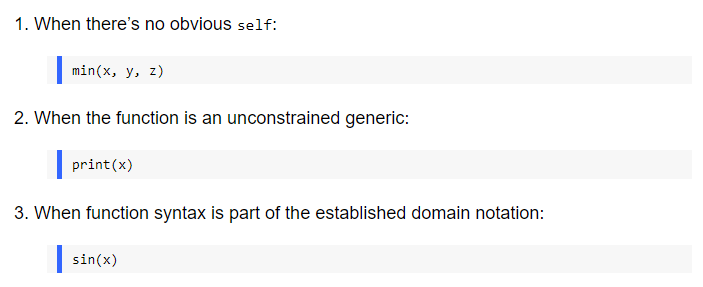 1. When there’s no obvious self:
min(x, y, z)
2. When the function is an unconstrained generic:
print(x)
3. When function syntax is part of the established domain notation:
sin(x)